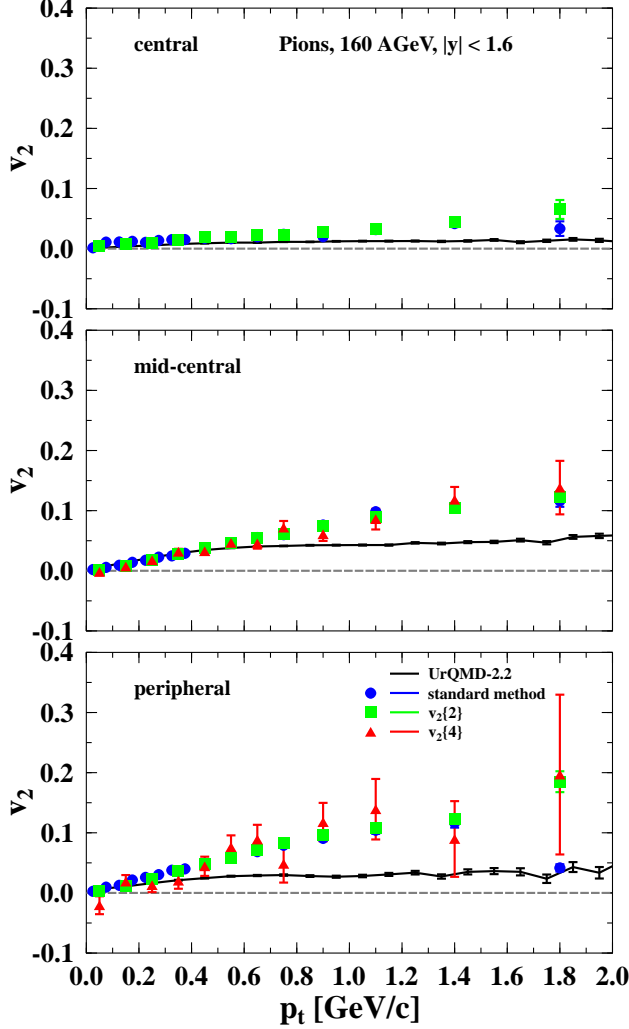 0.4
central
Pions, 160 AGeV, |y| < 1.6
0.3
0.2
v₂
0.1
0.0
-0.1
0.4
mid-central
0.3
0.2
v₂
0.1
0.0
-0.1
0.4
UrQMD-2.2
peripheral
standard method
0.3
v₂{2}
v₂{4}
0.2
v₂
0.1
0.0
-0.1
0.0 0.2 0.4 0.6 0.8 1.0 1.2 1.4 1.6 1.8 2.0
pₜ [GeV/c]